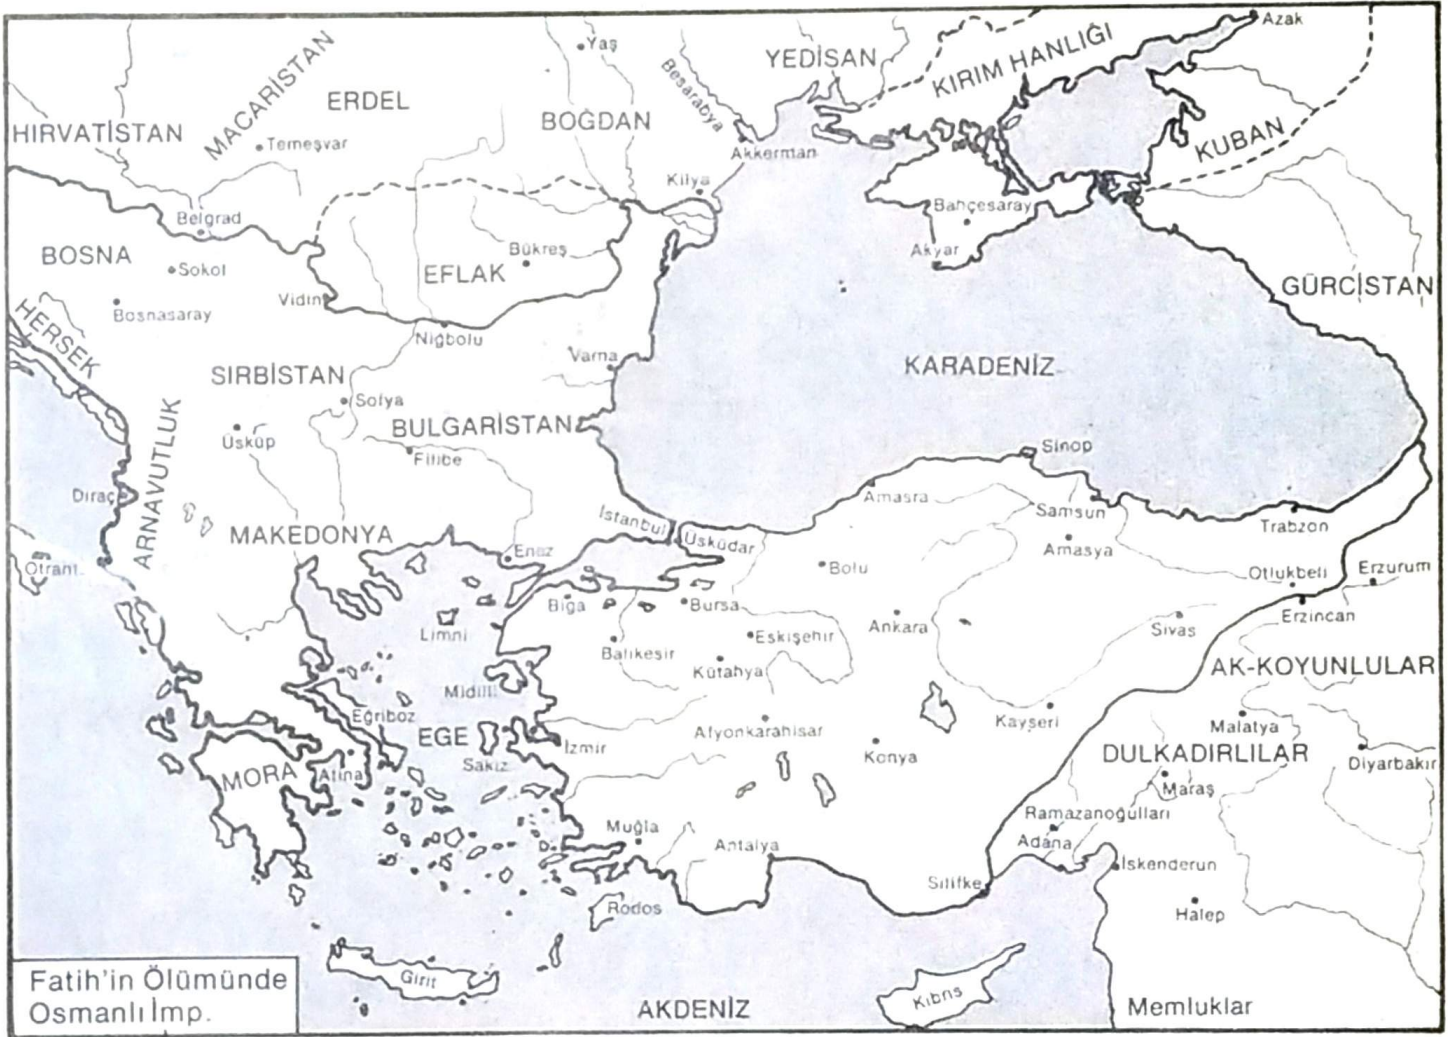 Azak
Yaş
YEDİSAN
KIRIM HANLIĞI
MACARİSTAN
ERDEL
Besarabya
BOĞDAN
HIRVATİSTAN
Temeşvar
Akkerman
KUBAN
Kilya
Belgrad
Bahçesaray
BOSNA
Sokol
Bükreş
EFLAK
Akyar
GÜRCİSTAN
Vidin
Bosnasaray
HERSEK
Niğbolu
Varna
KARADENİZ
SIRBİSTAN
Sofya
BULGARİSTAN
Üsküp
Filibe
Sinop
ARNAVUTLUK
Dıraç
Amasra
Samsun
Trabzon
İstanbul
Üsküdar
MAKEDONYA
Enez
Amasya
Otrant
Bolu
Otlukbeli
Erzurum
Biga
Bursa
Erzincan
Limni
Eskişehir
Ankara
Sivas
Balıkesir
Kütahya
AK-KOYUNLULAR
Midilli
Eğriboz
Kayseri
Malatya
EGE
Afyonkarahisar
İzmir
Konya
DULKADIRLILAR
Diyarbakır
Sakız
MORA
Atina
Maraş
Ramazanoğulları
Muğla
Antalya
Adana
İskenderun
Silifke
Rodos
Halep
Girit
Kıbrıs
AKDENİZ
Memluklar
Fatih'in Ölümünde
Osmanlı İmp.